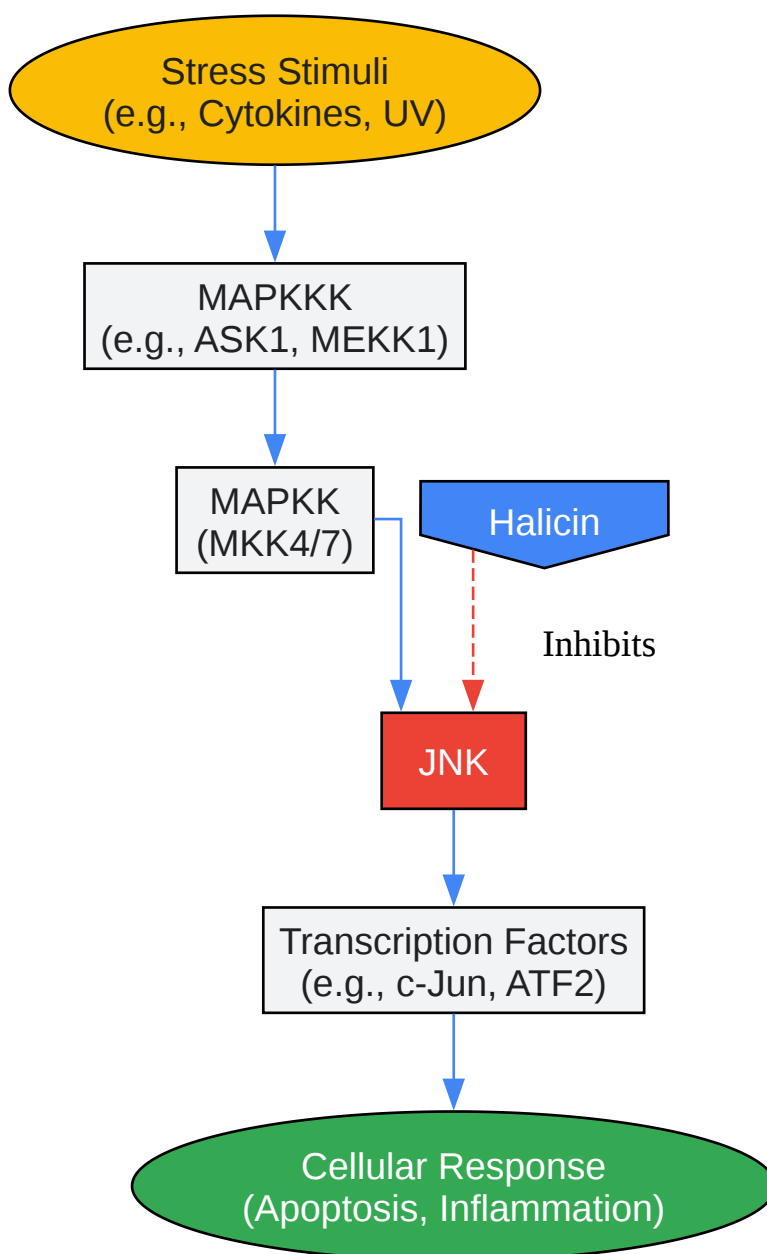 Stress Stimuli
(e.g., Cytokines, UV)
MAPKKK
(e.g., ASK1, MEKK1)
MAPKK
(MKK4/7)
Halicin
Inhibits
JNK
Transcription Factors
(e.g., c-Jun, ATF2)
Cellular Response
(Apoptosis, Inflammation)